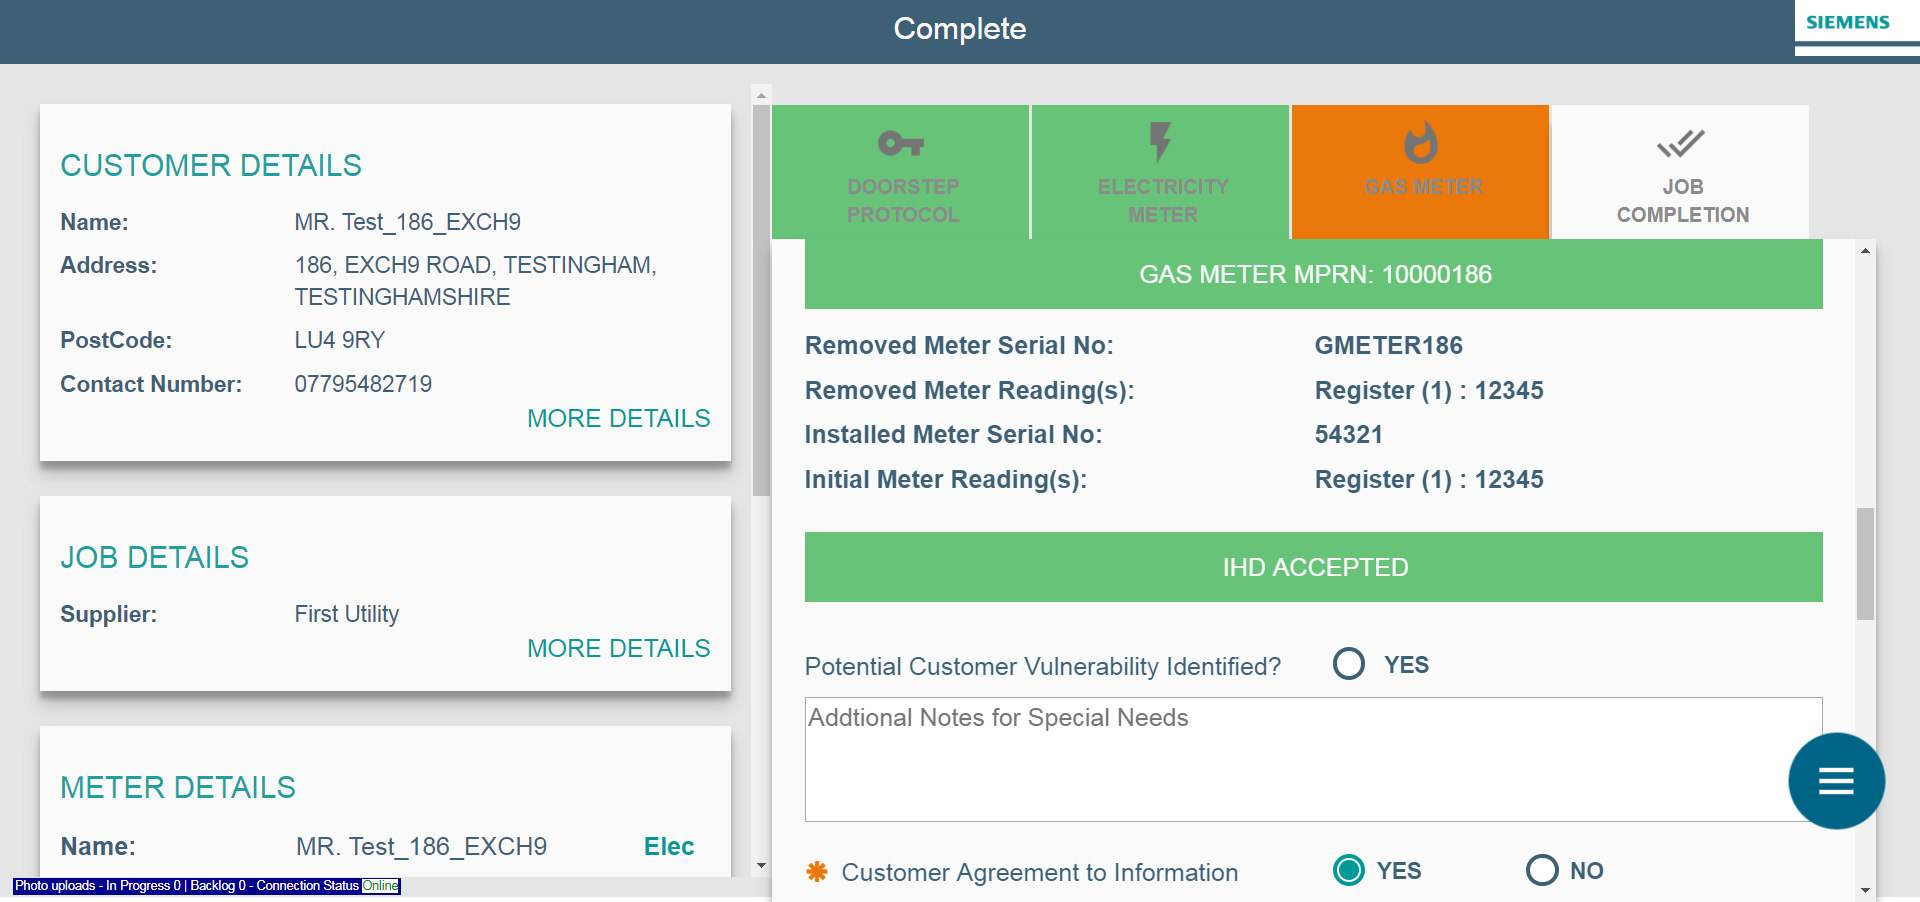 Complete
SIEMENS
CUSTOMER DETAILS
Name: MR. Test_186_EXCH9
Address: 186, EXCH9 ROAD, TESTINGHAM,
TESTINGHAMSHIRE
PostCode: LU4 9RY
Contact Number: 07795482719
MORE DETAILS
JOB DETAILS
Supplier: First Utility
MORE DETAILS
METER DETAILS
Name: MR. Test_186_EXCH9 Elec
Photo uploads - In Progress 0 | Backlog 0 - Connection Status Online
DOORSTEP
PROTOCOL
ELECTRICITY
METER
GAS METER
JOB
COMPLETION
GAS METER MPRN: 10000186
Removed Meter Serial No: GMETER186
Removed Meter Reading(s): Register (1) : 12345
Installed Meter Serial No: 54321
Initial Meter Reading(s): Register (1) : 12345
IHD ACCEPTED
Potential Customer Vulnerability Identified? YES
Addtional Notes for Special Needs
Customer Agreement to Information YES NO